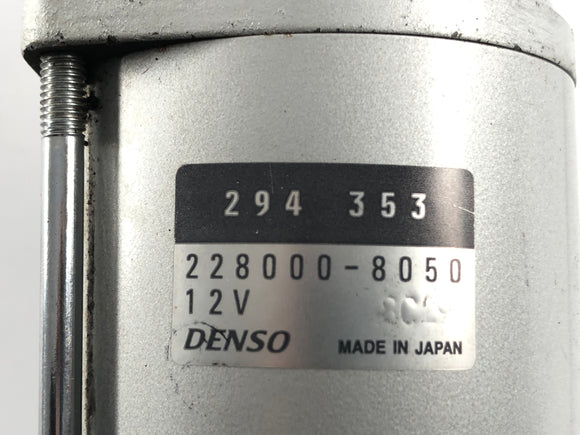 294 353
228000-8050
12V
DENSO MADE IN JAPAN